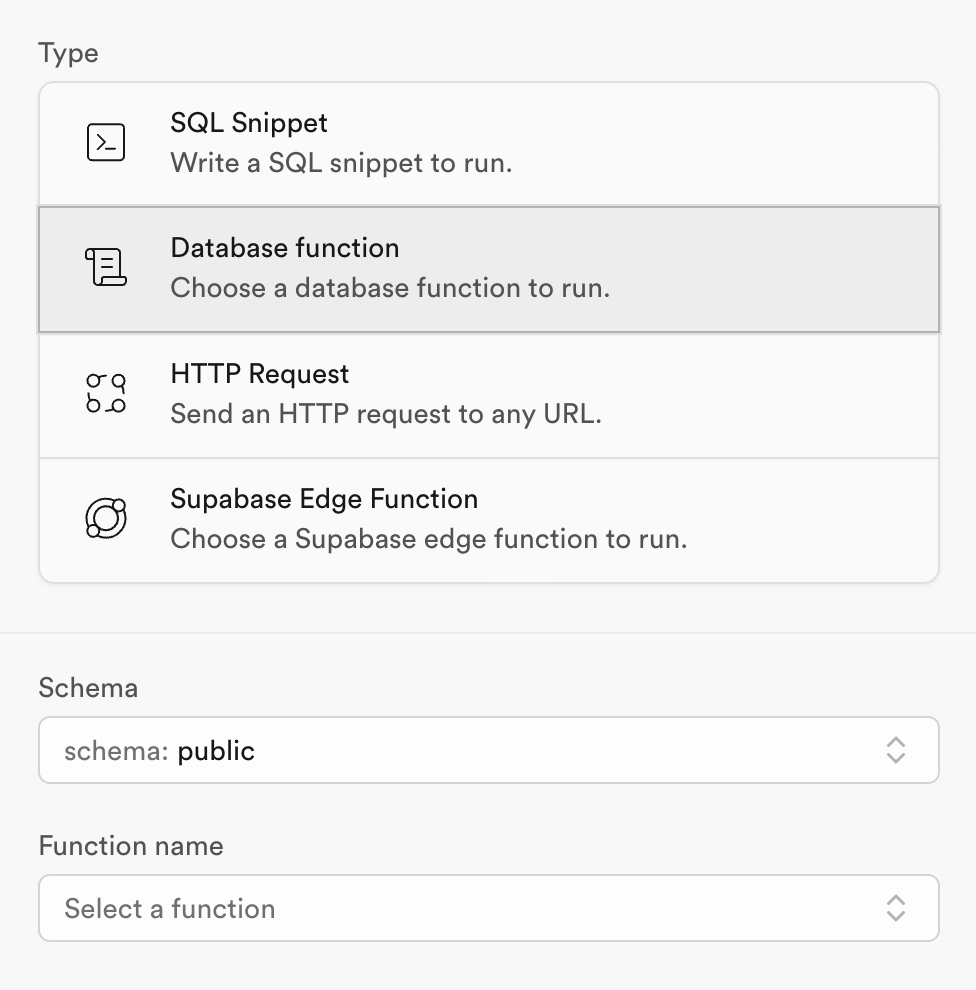 Type
SQL Snippet
Write a SQL snippet to run.
Database function
Choose a database function to run.
HTTP Request
Send an HTTP request to any URL.
Supabase Edge Function
Choose a Supabase edge function to run.
Schema
schema: public
Function name
Select a function